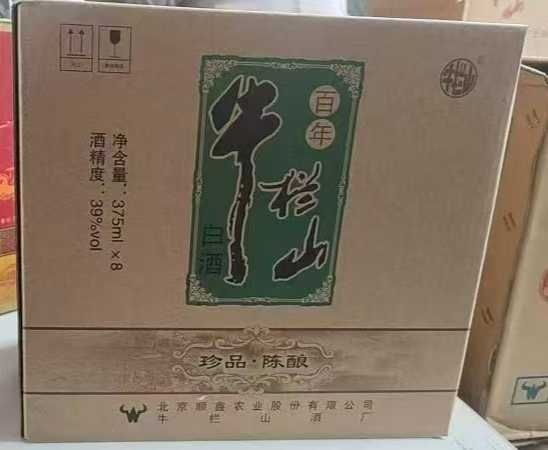 百年
牛栏山
白酒
净含量：375ml×8
酒精度：39%vol
珍品·陈酿
北京顺鑫农业股份有限公司
牛栏山酒厂